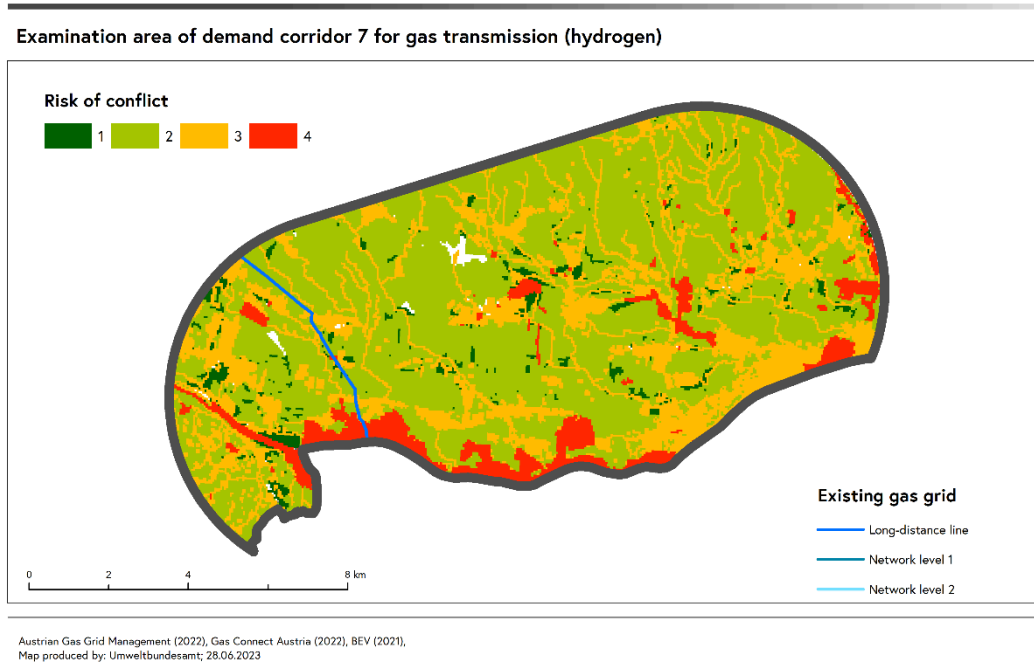 Examination area of demand corridor 7 for gas transmission (hydrogen)
Risk of conflict
1 2 3 4
Existing gas grid
Long-distance line
Network level 1
Network level 2
0 2 4 8 km
Austrian Gas Grid Management (2022), Gas Connect Austria (2022), BEV (2021),
Map produced by: Umweltbundesamt; 28.06.2023